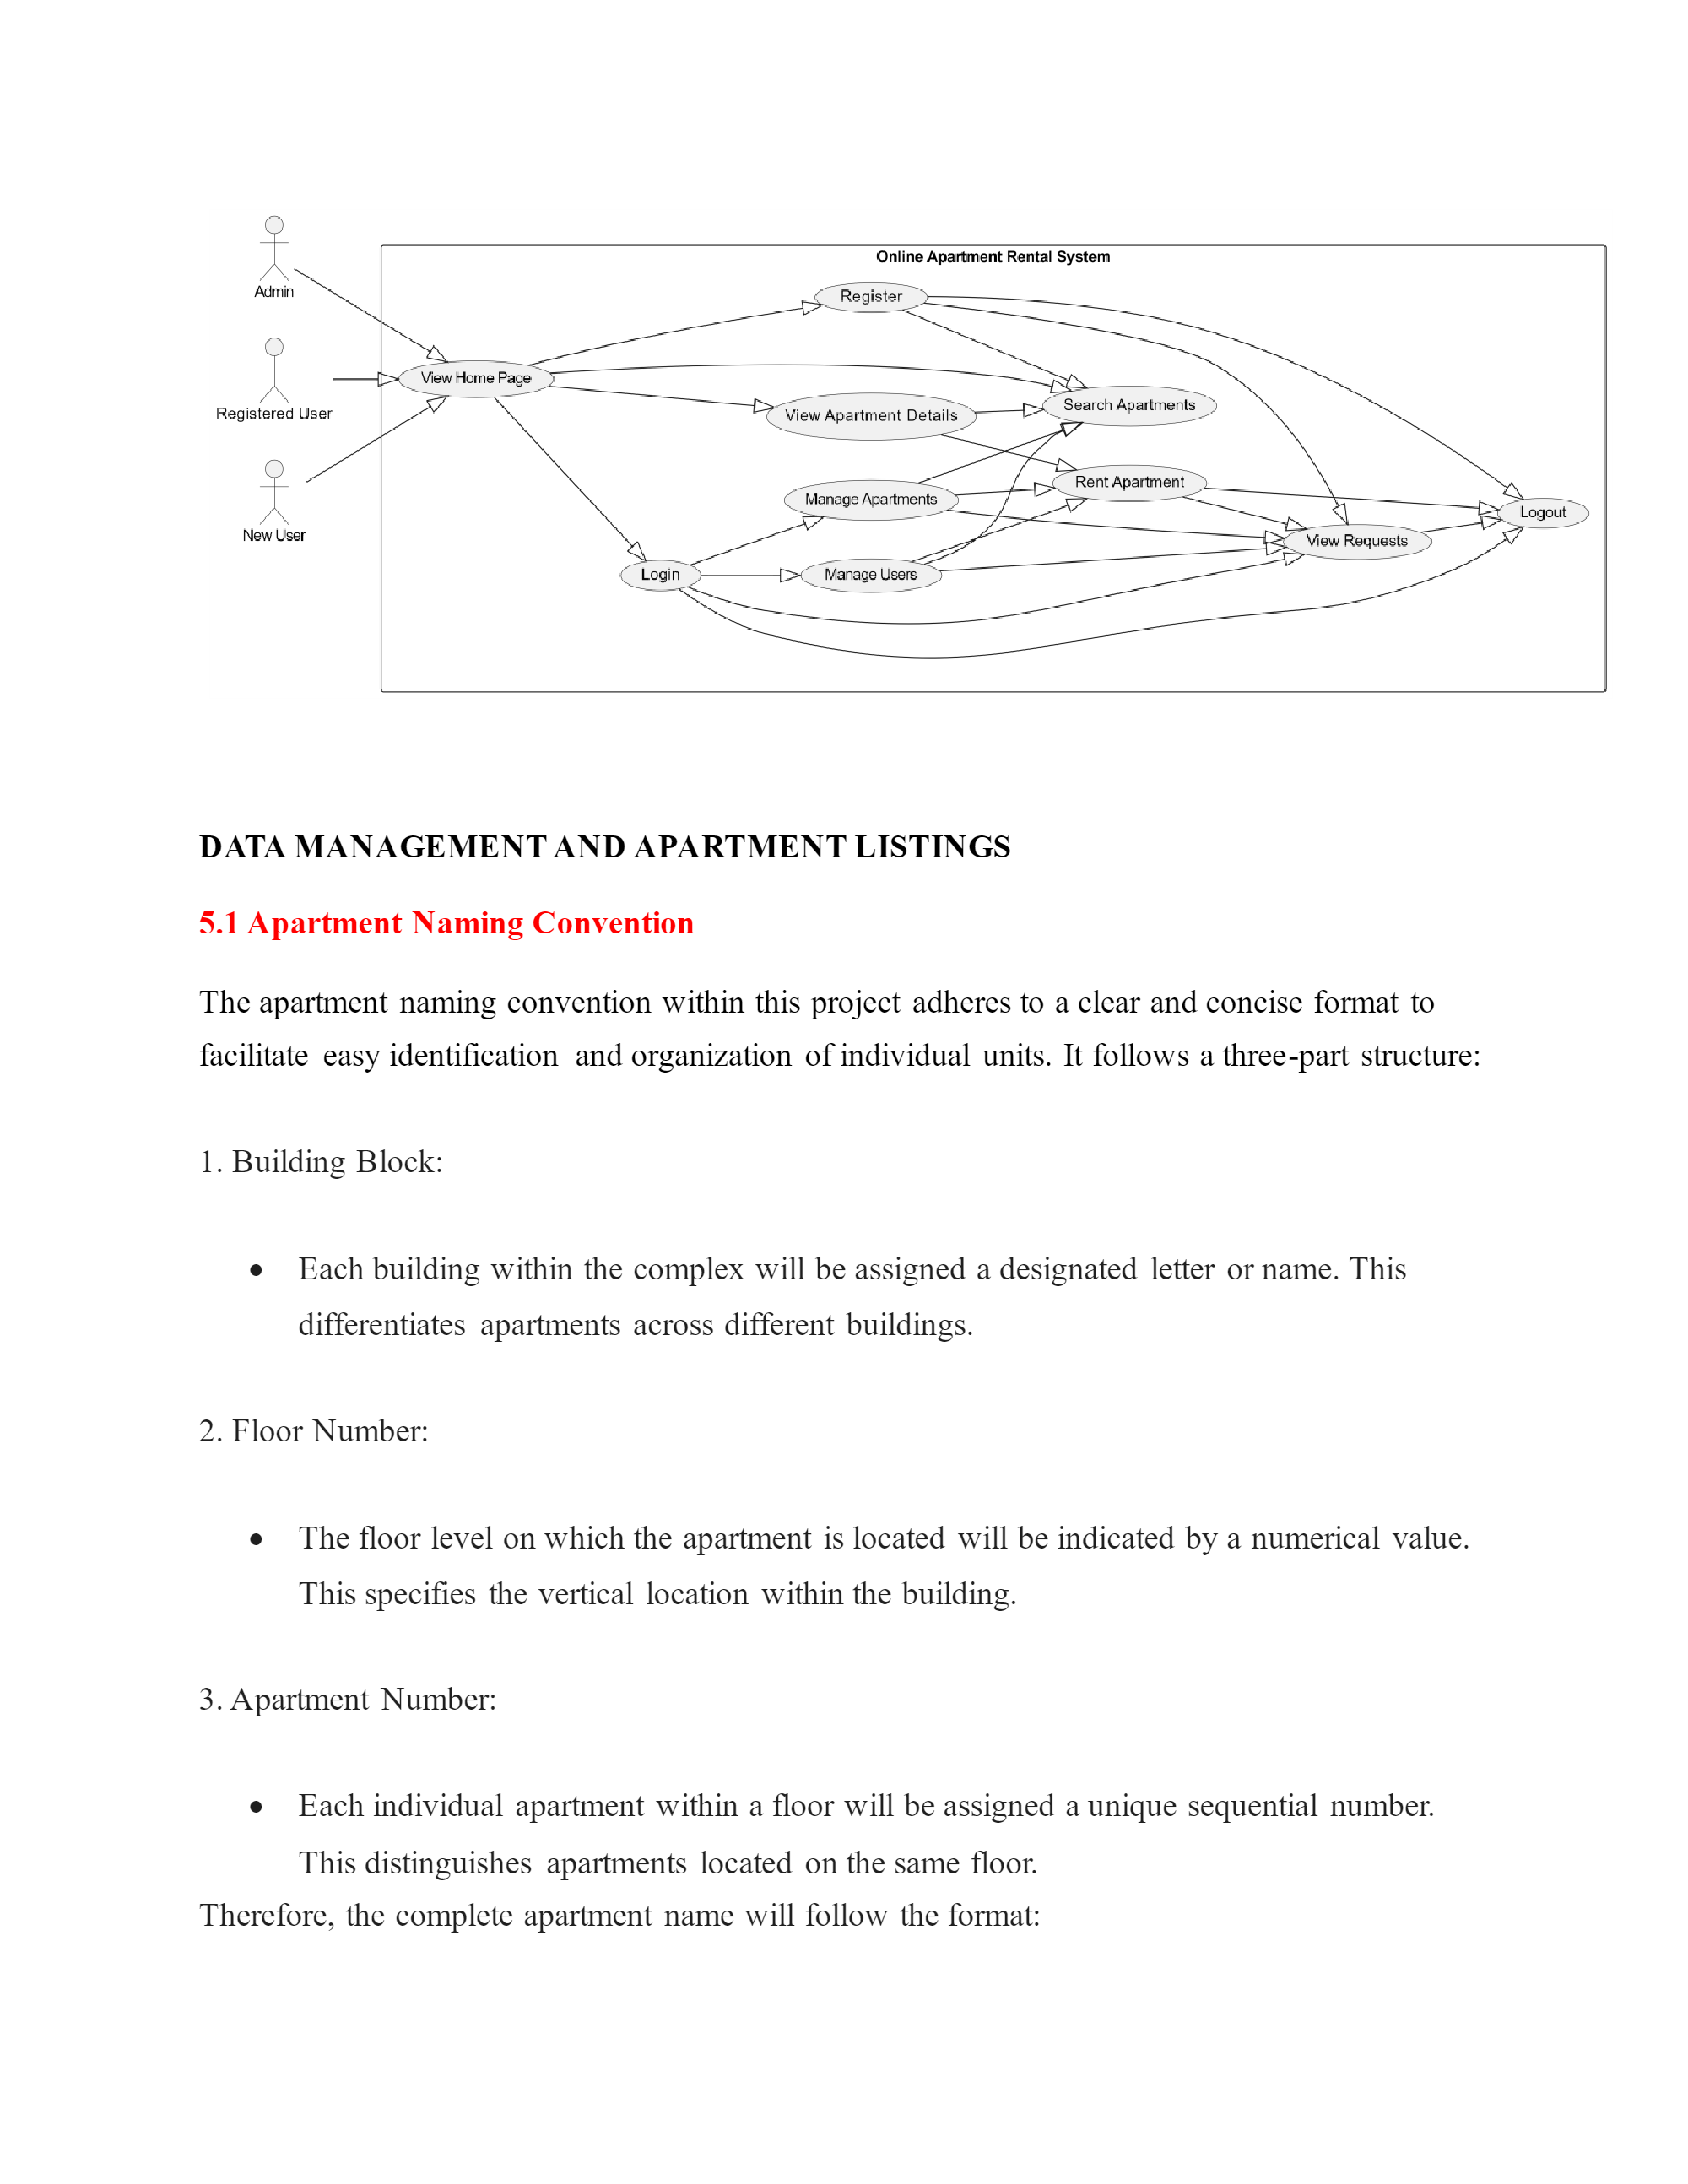 Online Apartment Rental System
Admin
Register
View Home Page
Registered User
Search Apartments
View Apartment Details
Rent Apartment
Manage Apartments
Logout
New User
View Requests
Login
Manage Users
DATA MANAGEMENT AND APARTMENT LISTINGS
5.1 Apartment Naming Convention
The apartment naming convention within this project adheres to a clear and concise format to
facilitate easy identification and organization of individual units. It follows a three-part structure:
1. Building Block:
• Each building within the complex will be assigned a designated letter or name. This
differentiates apartments across different buildings.
2. Floor Number:
• The floor level on which the apartment is located will be indicated by a numerical value.
This specifies the vertical location within the building.
3. Apartment Number:
• Each individual apartment within a floor will be assigned a unique sequential number.
This distinguishes apartments located on the same floor.
Therefore, the complete apartment name will follow the format: